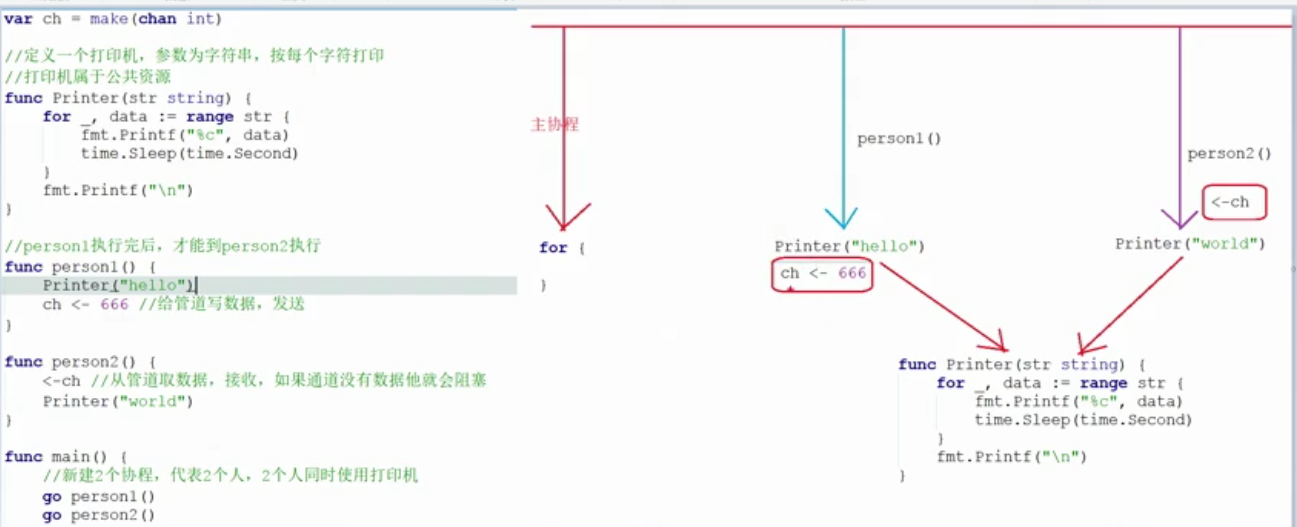 var ch = make(chan int)
//定义一个打印机，参数为字符串，按每个字符打印
//打印机属于公共资源
func Printer(str string) {
for _, data := range str {
fmt.Printf("%c", data)
time.Sleep(time.Second)
}
fmt.Printf("\n")
}
//person1执行完后，才能到person2执行
func person1() {
Printer("hello")
ch <- 666 //给管道写数据，发送
}
func person2() {
<-ch //从管道取数据，接收，如果通道没有数据他就会阻塞
Printer("world")
}
func main() {
//新建2个协程，代表2个人，2个人同时使用打印机
go person1()
go person2()
主协程
for {
}
person1()
Printer("hello")
ch <- 666
person2()
<-ch
Printer("world")
func Printer(str string) {
for _, data := range str {
fmt.Printf("%c", data)
time.Sleep(time.Second)
}
fmt.Printf("\n")
}